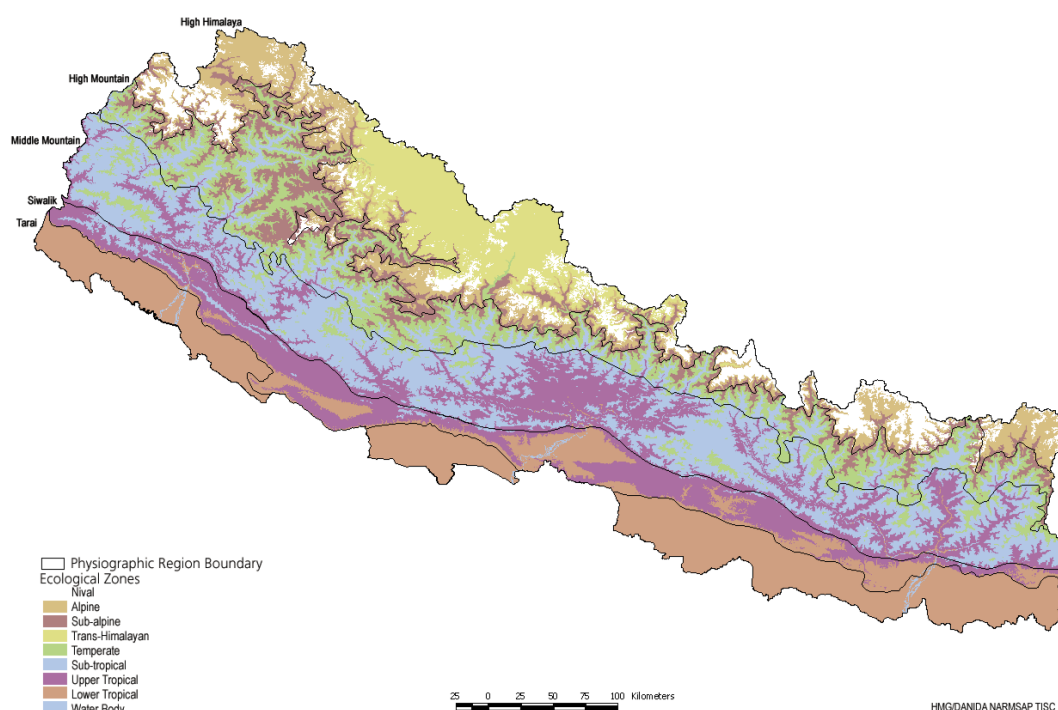 High Himalaya
High Mountain
Middle Mountain
Siwalik
Tarai
Physiographic Region Boundary
Ecological Zones
Nival
Alpine
Sub-alpine
Trans-Himalayan
Temperate
Sub-tropical
Upper Tropical
Lower Tropical
Water Body
25 0 25 50 75 100 Kilometers
HMG/DANIDA NARMSAP TISC